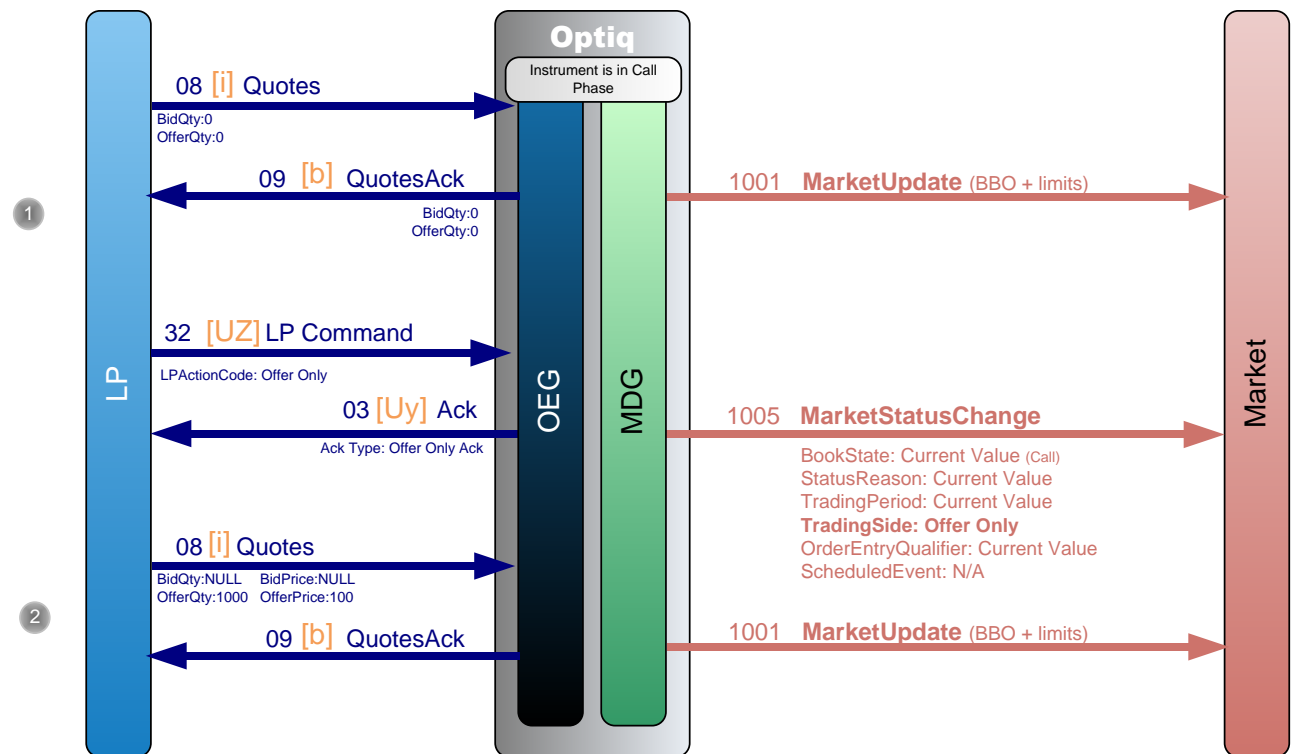 Optiq
Instrument is in Call
Phase
08 [i] Quotes
BidQty:0
OfferQty:0
09 [b] QuotesAck
BidQty:0
OfferQty:0
1001 MarketUpdate (BBO + limits)
1
32 [UZ] LP Command
LPActionCode: Offer Only
LP
OEG
MDG
Market
03 [Uy] Ack
Ack Type: Offer Only Ack
1005 MarketStatusChange
BookState: Current Value (Call)
StatusReason: Current Value
TradingPeriod: Current Value
TradingSide: Offer Only
OrderEntryQualifier: Current Value
ScheduledEvent: N/A
08 [i] Quotes
BidQty:NULL BidPrice:NULL
OfferQty:1000 OfferPrice:100
2
09 [b] QuotesAck
1001 MarketUpdate (BBO + limits)